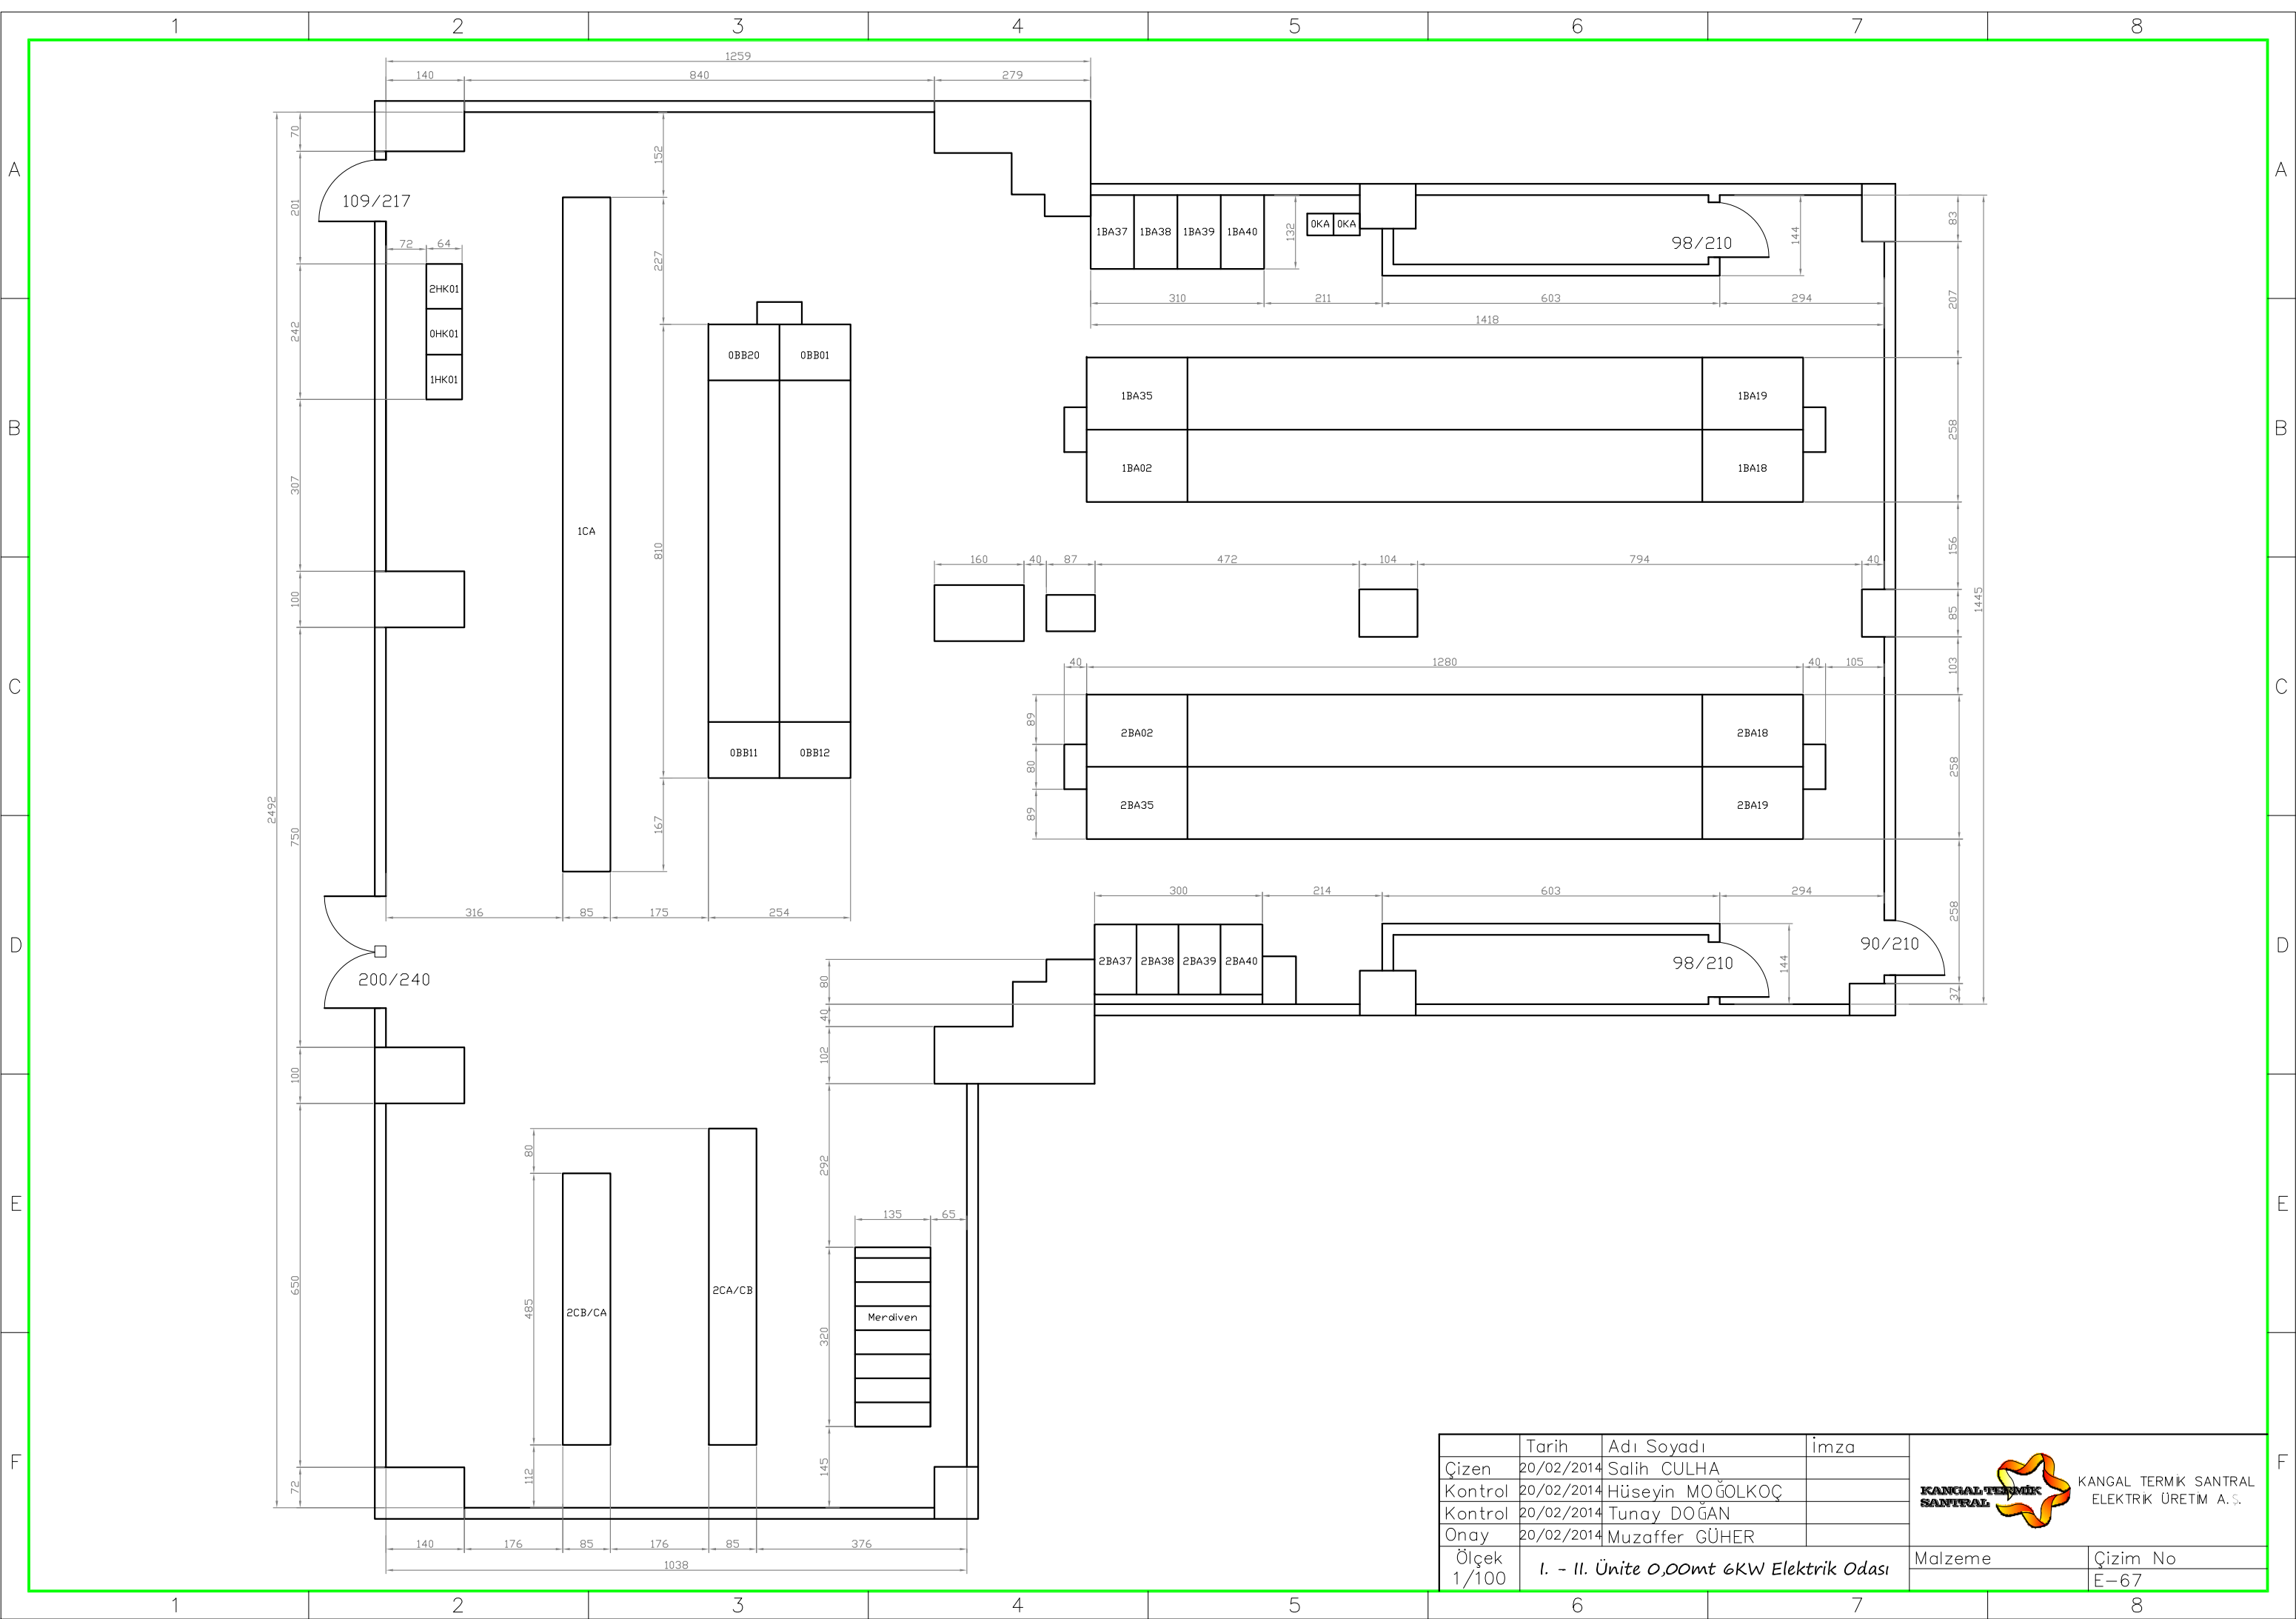 1 2 3 4 5 6 7 8
1259
140 840 279
A A
70
152
109/217
201
1BA37 1BA38 1BA39 1BA40
132
0KA 0KA
98/210
144
83
72 64
227
2HK01
0HK01
1HK01
242
310 211 603 294
207
1418
0BB20 0BB01
B B
1BA35 1BA19
1BA02 1BA18
258
307
1CA
810
156
160 40 87 472 104 794 40
100
85
1445
C C
40 1280 40 105
103
89
80
89
2BA02 2BA18
2BA35 2BA19
258
0BB11 0BB12
2492
750
167
316 85 175 254
300 214 603 294
258
D D
2BA37 2BA38 2BA39 2BA40
98/210
144
90/210
37
200/240
80
40
102
100
E E
80
292
135 65
650
485
2CB/CA
2CA/CB
320
Merdiven
F F
112
145
72
140 176 85 176 85 376
1038
Tarih Adı Soyadı İmza
Çizen 20/02/2014 Salih CULHA
Kontrol 20/02/2014 Hüseyin MOĞOLKOÇ
Kontrol 20/02/2014 Tunay DOĞAN
Onay 20/02/2014 Muzaffer GÜHER
KANGAL TERMİK
SANTRAL
KANGAL TERMİK SANTRAL
ELEKTRİK ÜRETİM A.Ş.
Ölçek
1/100
I. - II. Ünite 0,00mt 6KW Elektrik Odası
Malzeme
Çizim No
E-67
1 2 3 4 5 6 7 8